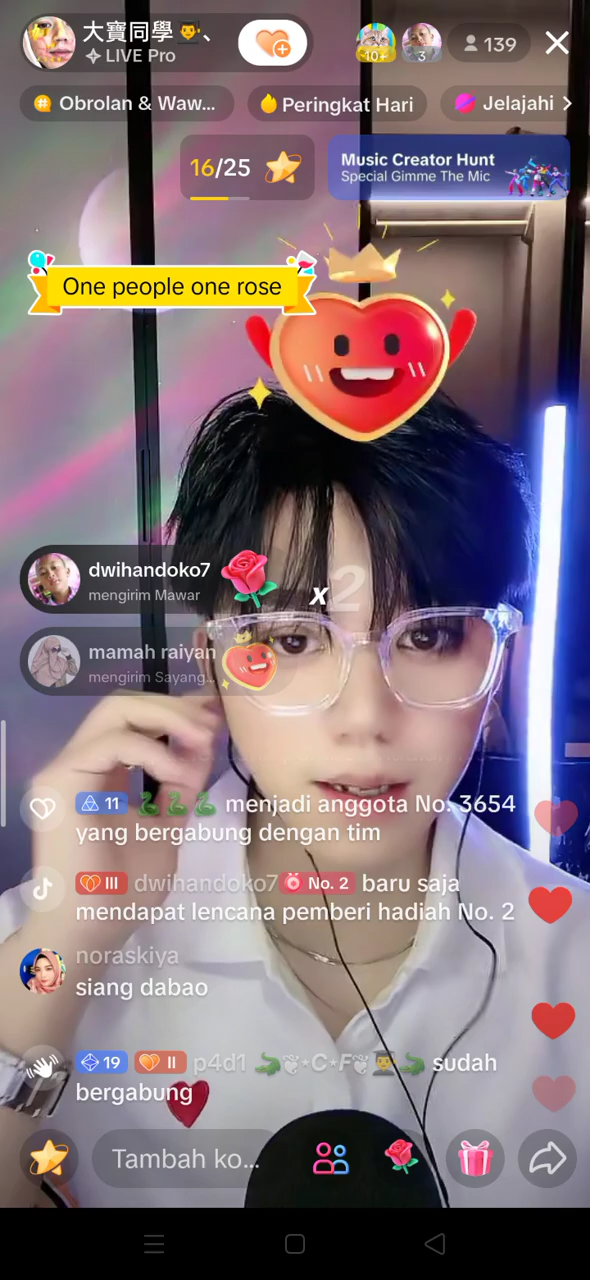 大寶同學👨‍🎓、
LIVE Pro
10+
3
139
Obrolan & Waw...
Peringkat Hari
Jelajahi
16/25
Music Creator Hunt
Special Gimme The Mic
One people one rose
dwihandoko7
mengirim Mawar
x2
mamah raiyan
mengirim Sayang...
11 🐍🐍🐍 menjadi anggota No. 3654
yang bergabung dengan tim
III dwihandoko7 No. 2 baru saja
mendapat lencana pemberi hadiah No. 2
noraskiya
siang dabao
19 II p4d1 🐊❦⋆C⋆F❦👨‍🎓🐊 sudah
bergabung
Tambah ko...